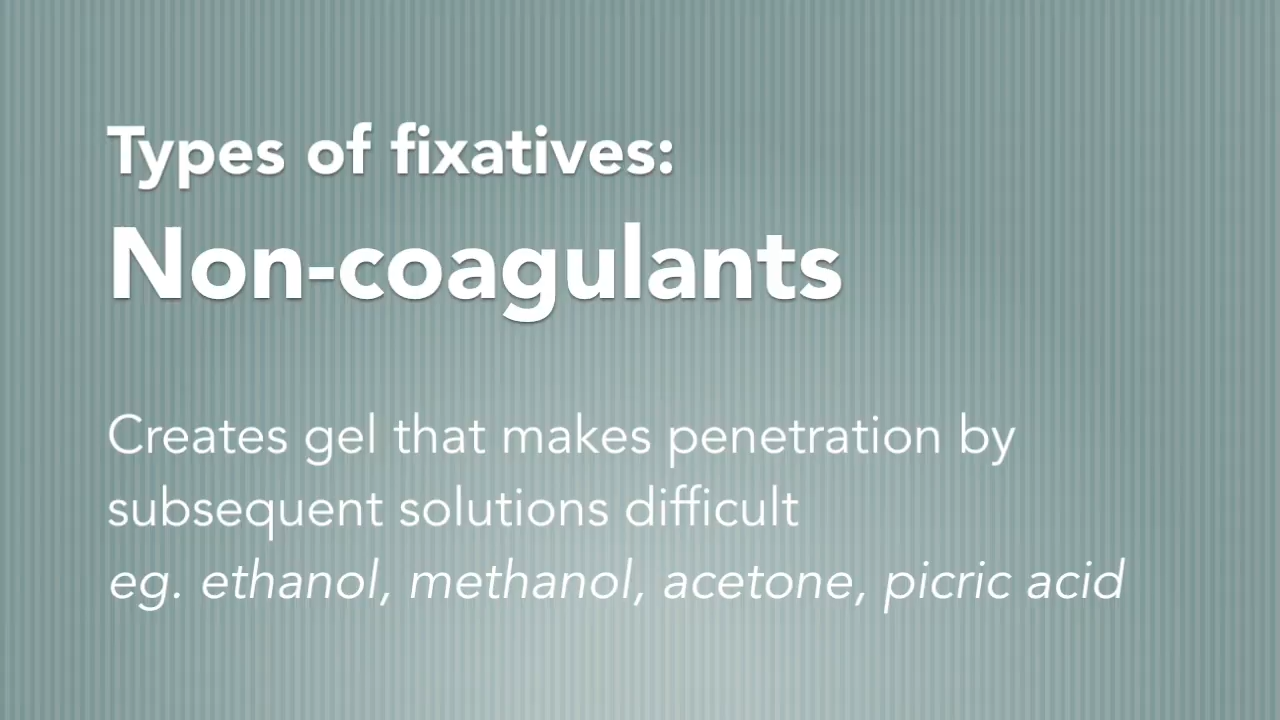 Types of fixatives:
Non-coagulants
Creates gel that makes penetration by
subsequent solutions difficult
eg. ethanol, methanol, acetone, picric acid